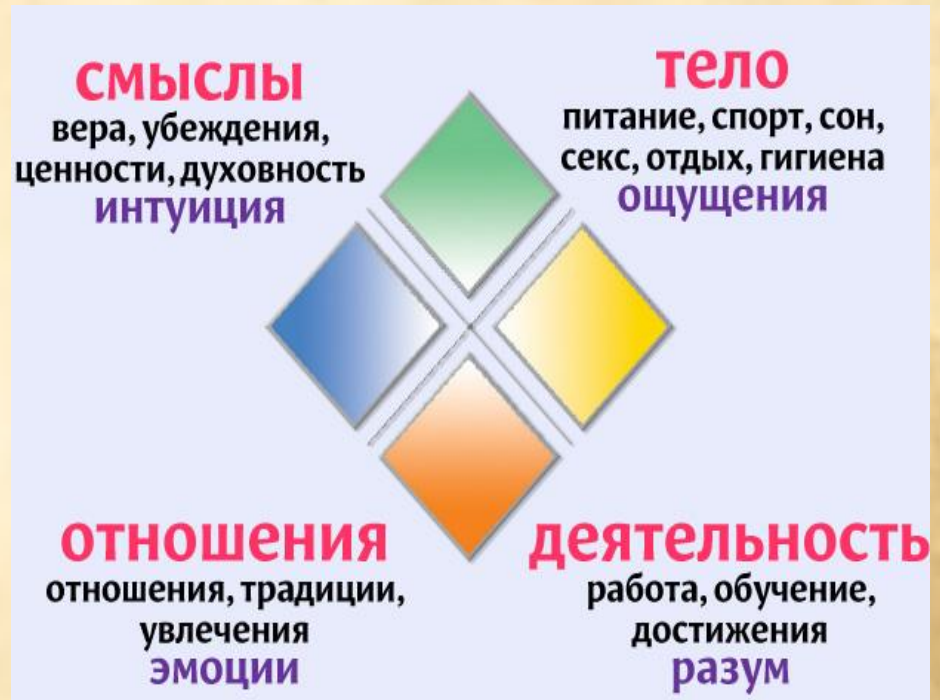 смыслы
вера, убеждения,
ценности, духовность
интуиция
тело
питание, спорт, сон,
секс, отдых, гигиена
ощущения
отношения
отношения, традиции,
увлечения
эмоции
деятельность
работа, обучение,
достижения
разум